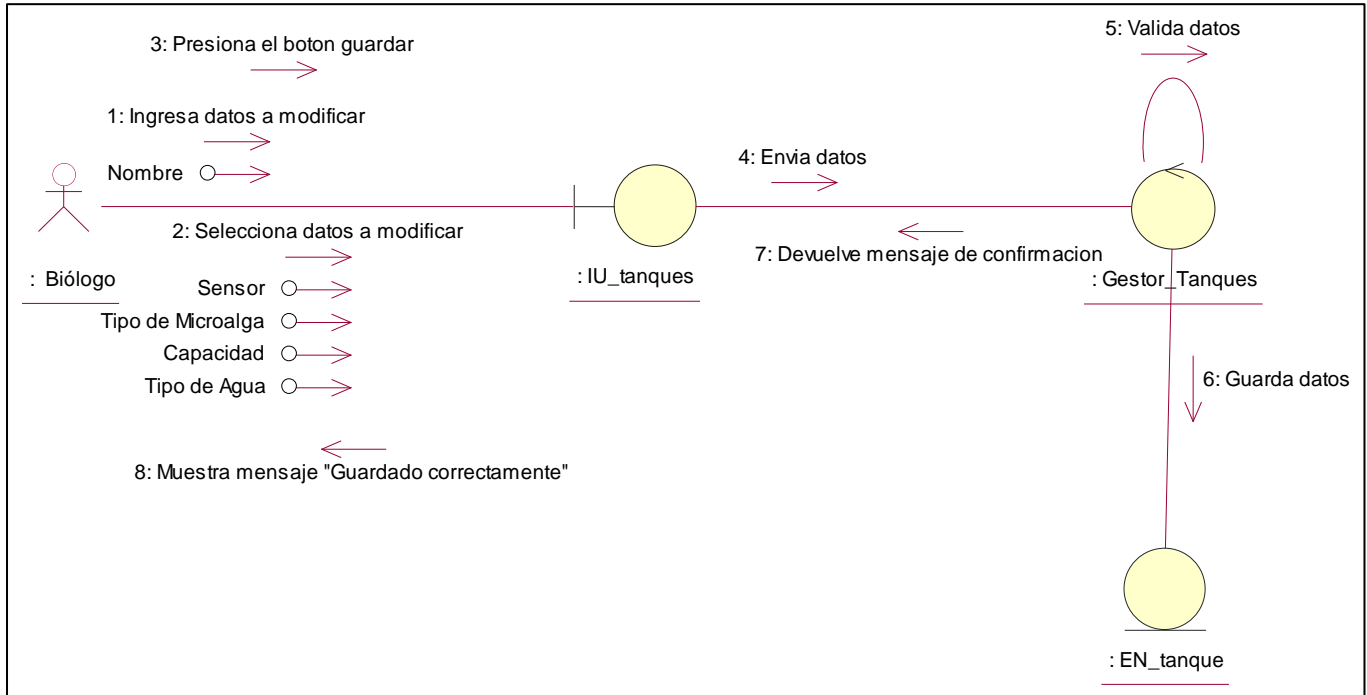 3: Presiona el boton guardar
5: Valida datos
1: Ingresa datos a modificar
Nombre
4: Envia datos
2: Selecciona datos a modificar
7: Devuelve mensaje de confirmacion
: Biólogo
: IU_tanques
: Gestor_Tanques
Sensor
Tipo de Microalga
Capacidad
Tipo de Agua
6: Guarda datos
8: Muestra mensaje "Guardado correctamente"
: EN_tanque